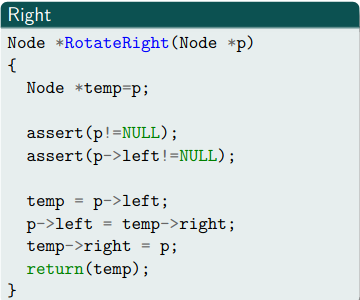 Right
Node *RotateRight(Node *p)
{
Node *temp=p;
assert(p!=NULL);
assert(p->left!=NULL);
temp = p->left;
p->left = temp->right;
temp->right = p;
return(temp);
}